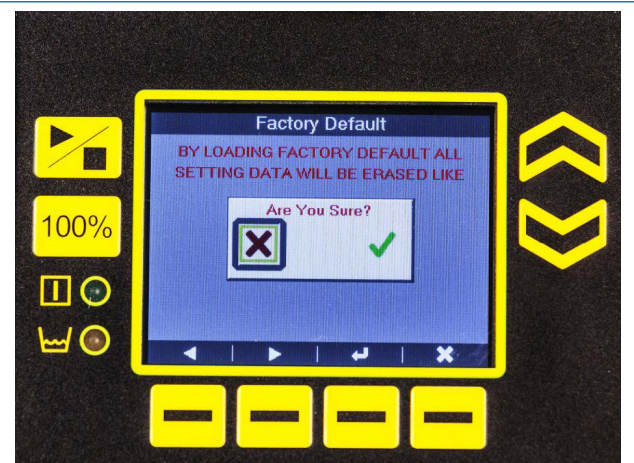 Factory Default
BY LOADING FACTORY DEFAULT ALL
SETTING DATA WILL BE ERASED LIKE
Are You Sure?
100%